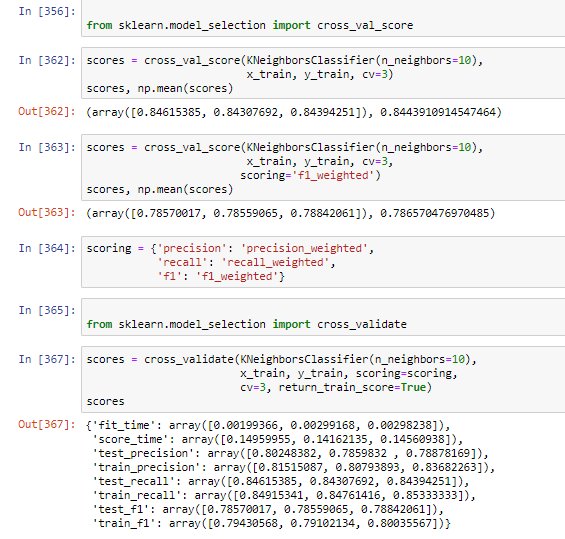 In [356]:
from sklearn.model_selection import cross_val_score
In [362]: scores = cross_val_score(KNeighborsClassifier(n_neighbors=10),
x_train, y_train, cv=3)
scores, np.mean(scores)
Out[362]: (array([0.84615385, 0.84307692, 0.84394251]), 0.8443910914547464)
In [363]: scores = cross_val_score(KNeighborsClassifier(n_neighbors=10),
x_train, y_train, cv=3,
scoring='f1_weighted')
scores, np.mean(scores)
Out[363]: (array([0.78570017, 0.78559065, 0.78842061]), 0.786570476970485)
In [364]: scoring = {'precision': 'precision_weighted',
'recall': 'recall_weighted',
'f1': 'f1_weighted'}
In [365]:
from sklearn.model_selection import cross_validate
In [367]: scores = cross_validate(KNeighborsClassifier(n_neighbors=10),
x_train, y_train, scoring=scoring,
cv=3, return_train_score=True)
scores
Out[367]: {'fit_time': array([0.00199366, 0.00299168, 0.00298238]),
'score_time': array([0.14959955, 0.14162135, 0.14560938]),
'test_precision': array([0.80248382, 0.7859832 , 0.78878169]),
'train_precision': array([0.81515087, 0.80793893, 0.83682263]),
'test_recall': array([0.84615385, 0.84307692, 0.84394251]),
'train_recall': array([0.84915341, 0.84761416, 0.85333333]),
'test_f1': array([0.78570017, 0.78559065, 0.78842061]),
'train_f1': array([0.79430568, 0.79102134, 0.80035567])}